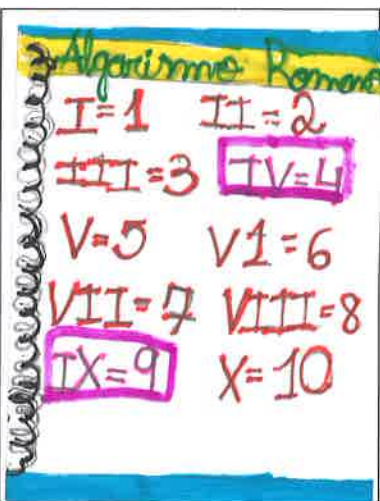 Algarismo Romano
I=1 II=2
III=3 IV=4
V=5 V1=6
VII=7 VIII=8
IX=9 X=10